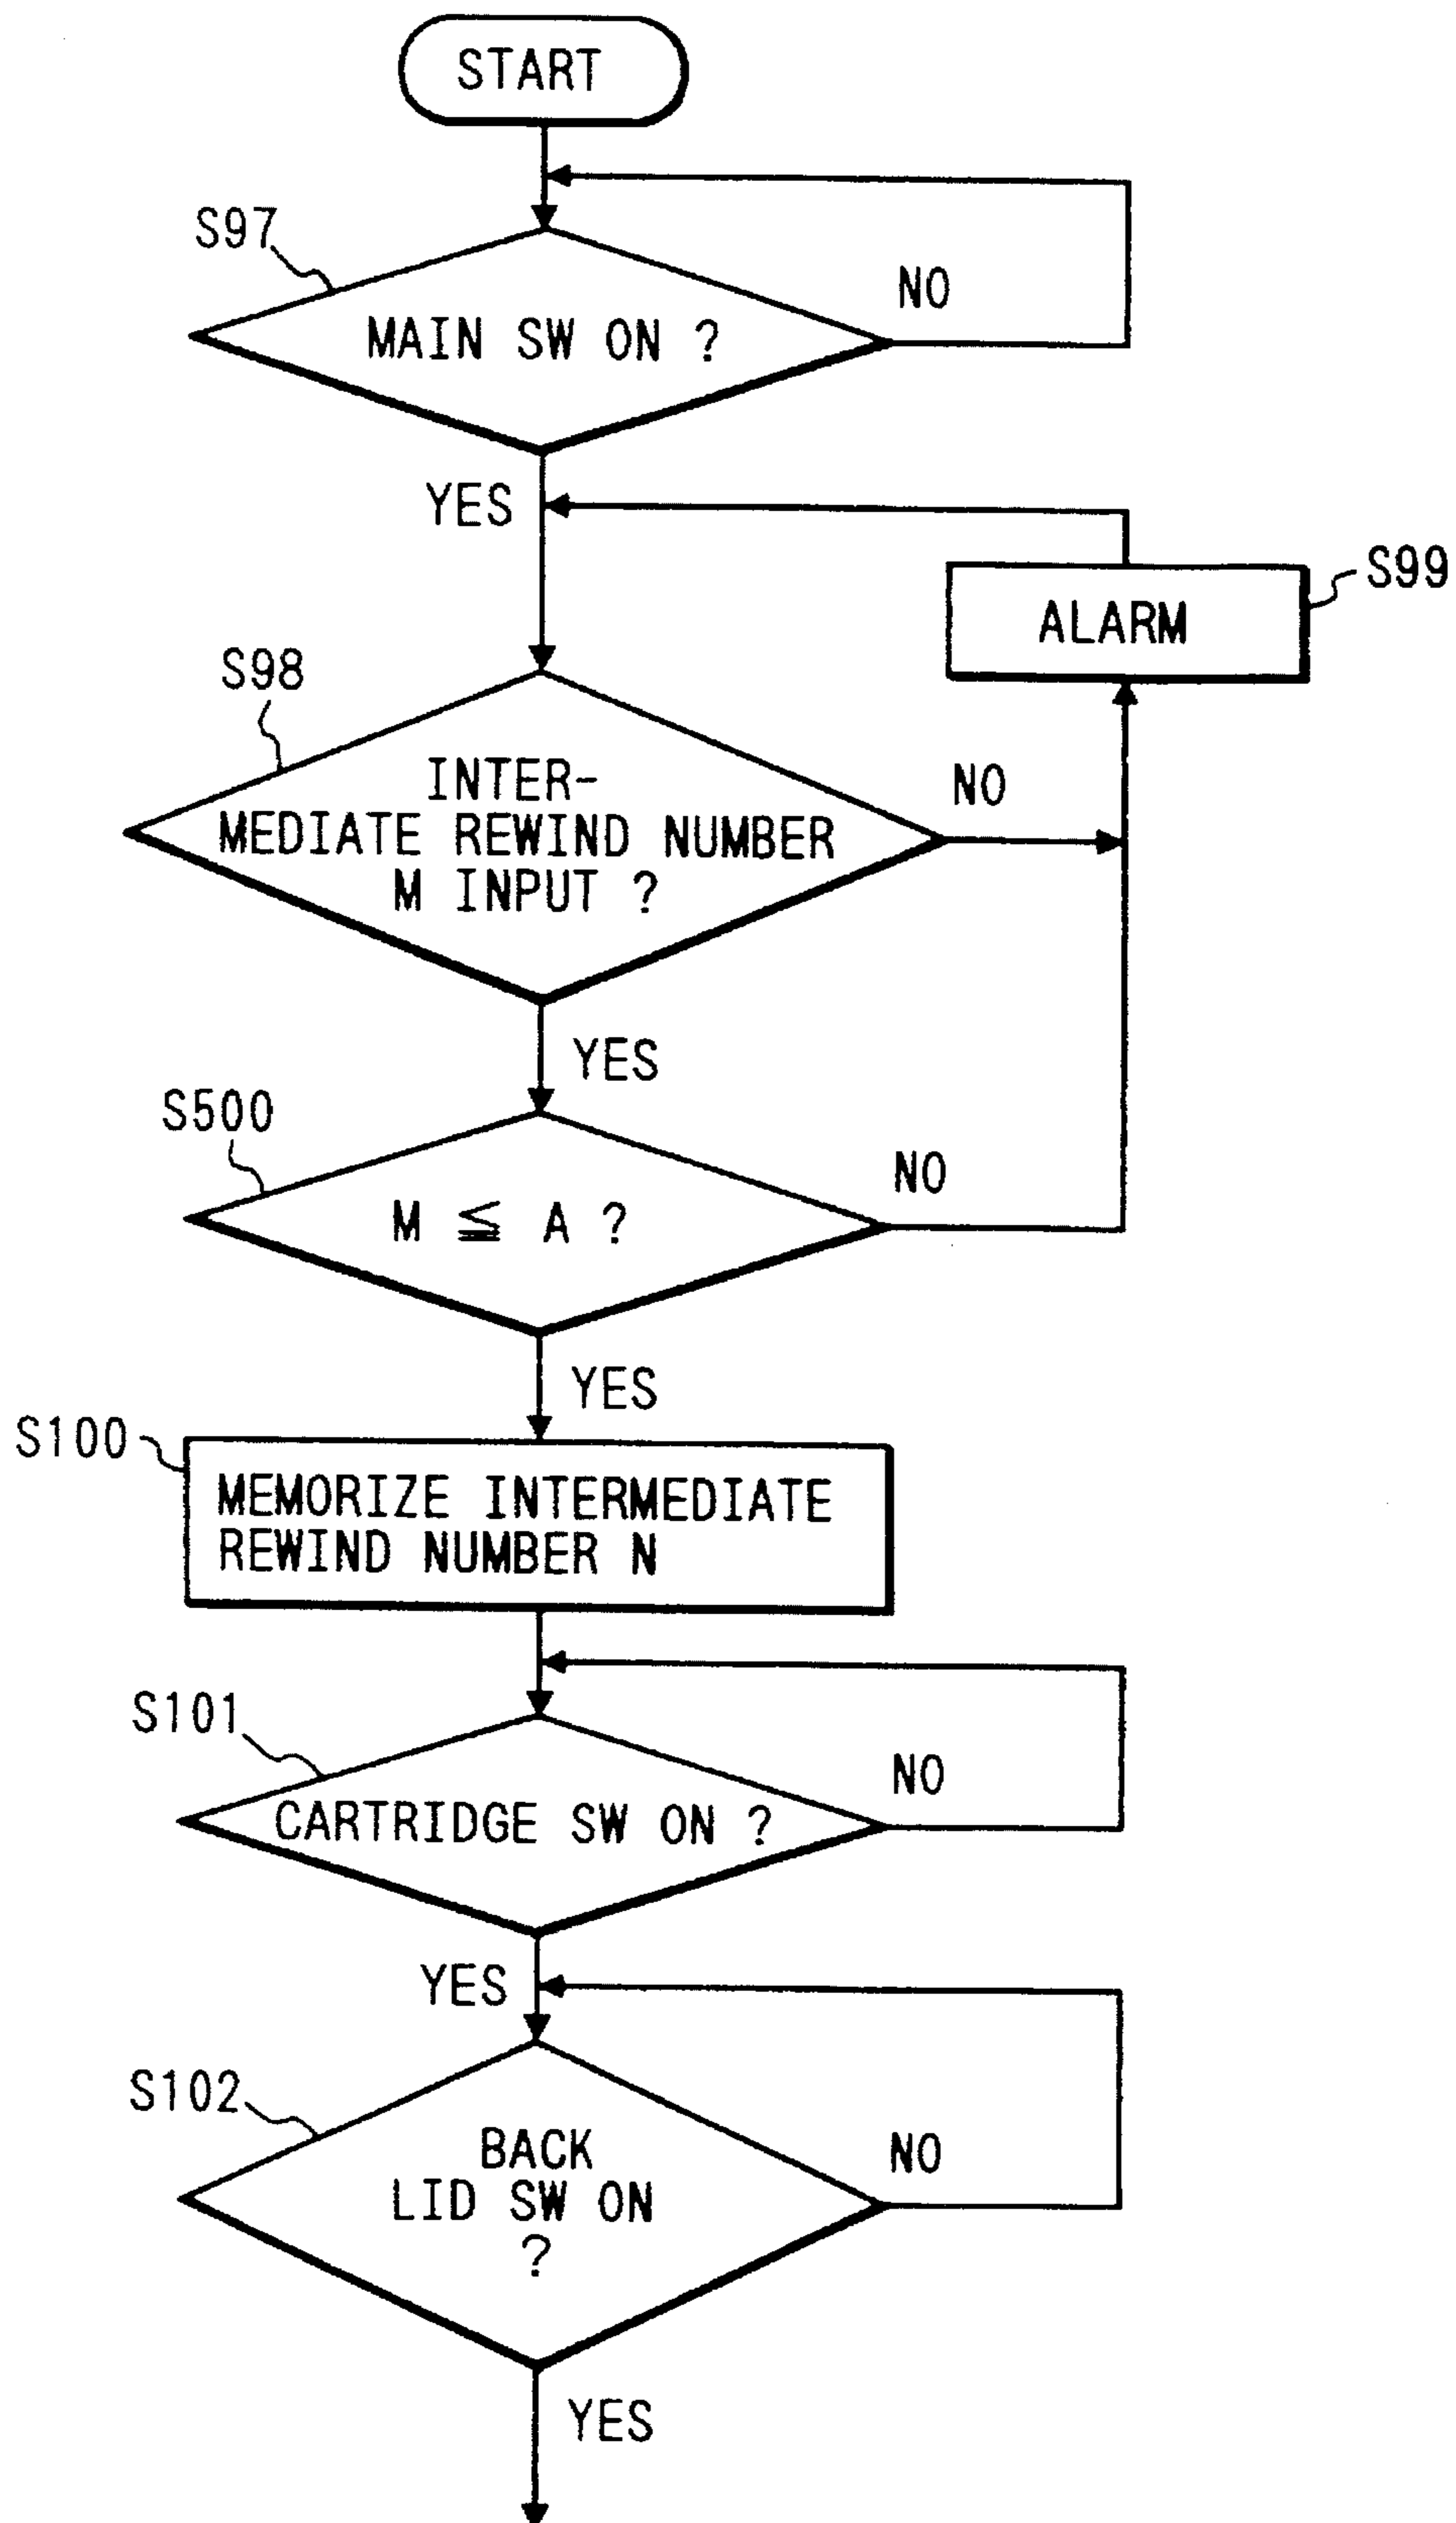 START
S97
NO
MAIN SW ON ?
YES
S99
ALARM
S98
INTER-
MEDIATE REWIND NUMBER
M INPUT ?
NO
YES
S500
NO
M ≦ A ?
YES
S100
MEMORIZE INTERMEDIATE
REWIND NUMBER N
S101
NO
CARTRIDGE SW ON ?
YES
S102
BACK
LID SW ON
?
NO
YES